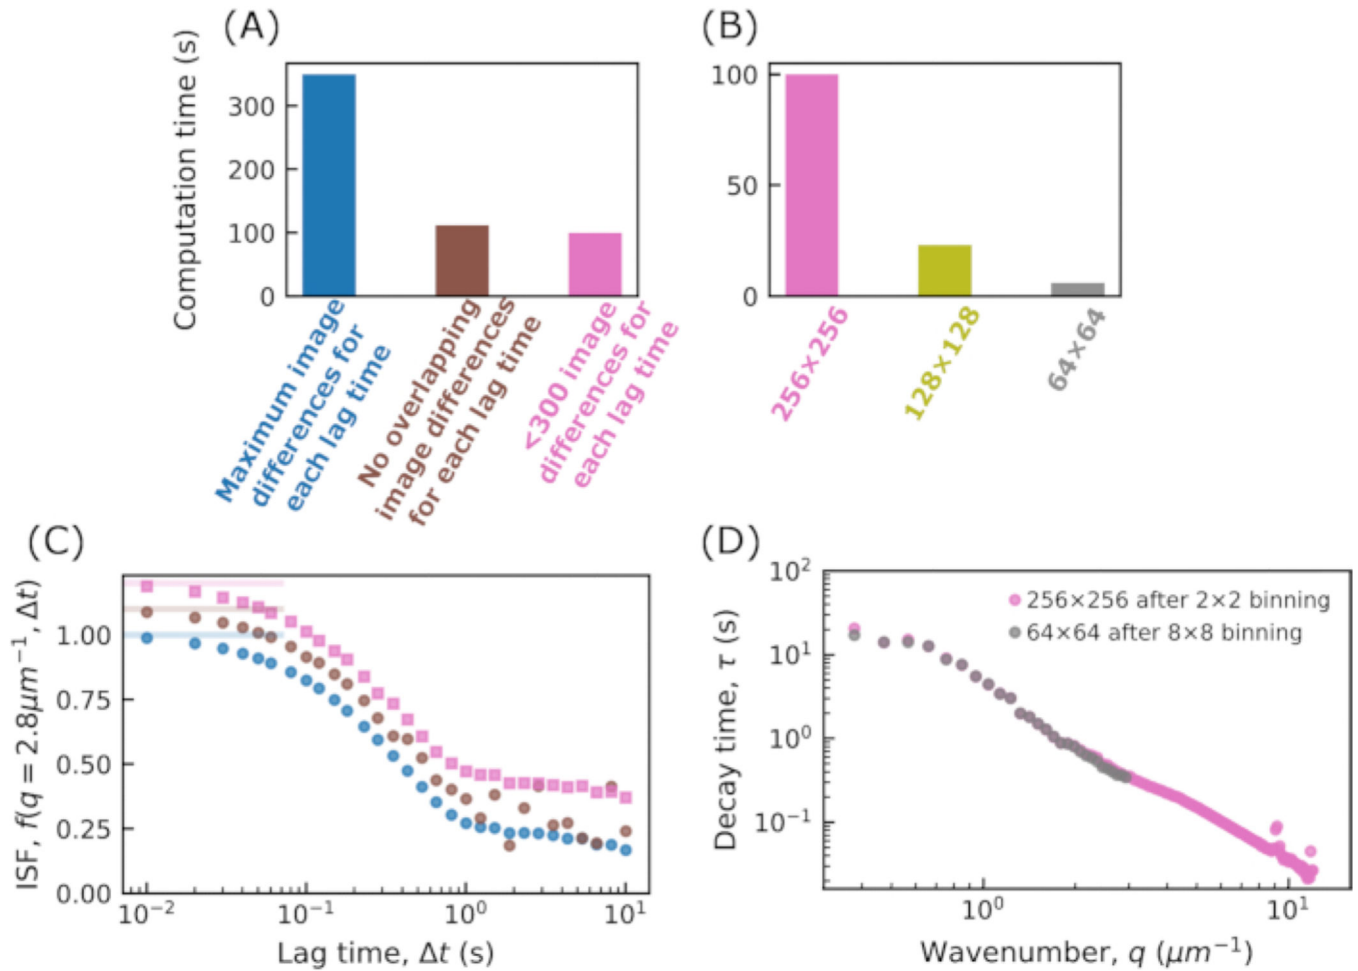 (A)
Computation time (s)
300
200
100
0
Maximum image
differences for
each lag time
No overlapping
image differences
for each lag time
<300 image
differences for
each lag time
(B)
100
50
0
256×256
128×128
64×64
(C)
ISF, f(q = 2.8μm⁻¹, Δt)
1.00
0.75
0.50
0.25
0.00
10⁻²
10⁻¹
10⁰
10¹
Lag time, Δt (s)
(D)
Decay time, τ (s)
10²
10¹
10⁰
10⁻¹
256×256 after 2×2 binning
64×64 after 8×8 binning
10⁰
10¹
Wavenumber, q (μm⁻¹)